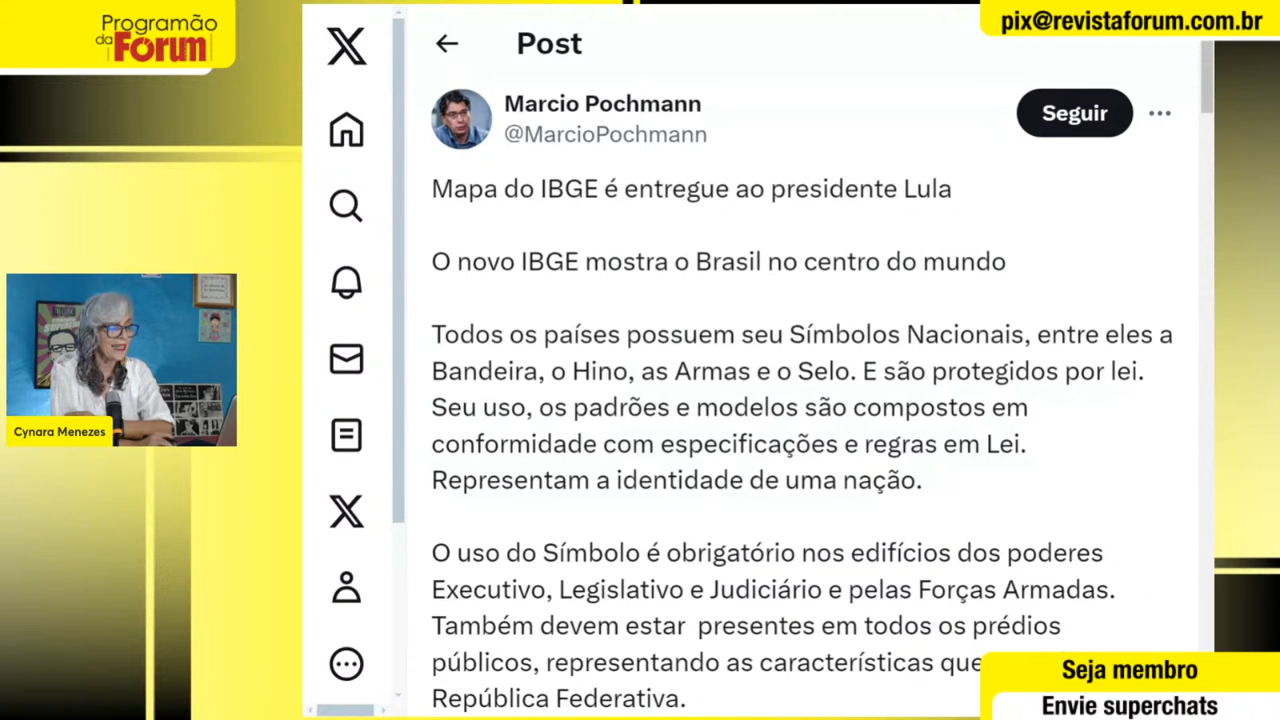 Programão
da Fórum
pix@revistaforum.com.br
Post
Marcio Pochmann
@MarcioPochmann
Seguir
Mapa do IBGE é entregue ao presidente Lula
O novo IBGE mostra o Brasil no centro do mundo
Todos os países possuem seu Símbolos Nacionais, entre eles a
Bandeira, o Hino, as Armas e o Selo. E são protegidos por lei.
Seu uso, os padrões e modelos são compostos em
conformidade com especificações e regras em Lei.
Representam a identidade de uma nação.
O uso do Símbolo é obrigatório nos edifícios dos poderes
Executivo, Legislativo e Judiciário e pelas Forças Armadas.
Também devem estar presentes em todos os prédios
públicos, representando as características que
República Federativa.
Cynara Menezes
Seja membro
Envie superchats